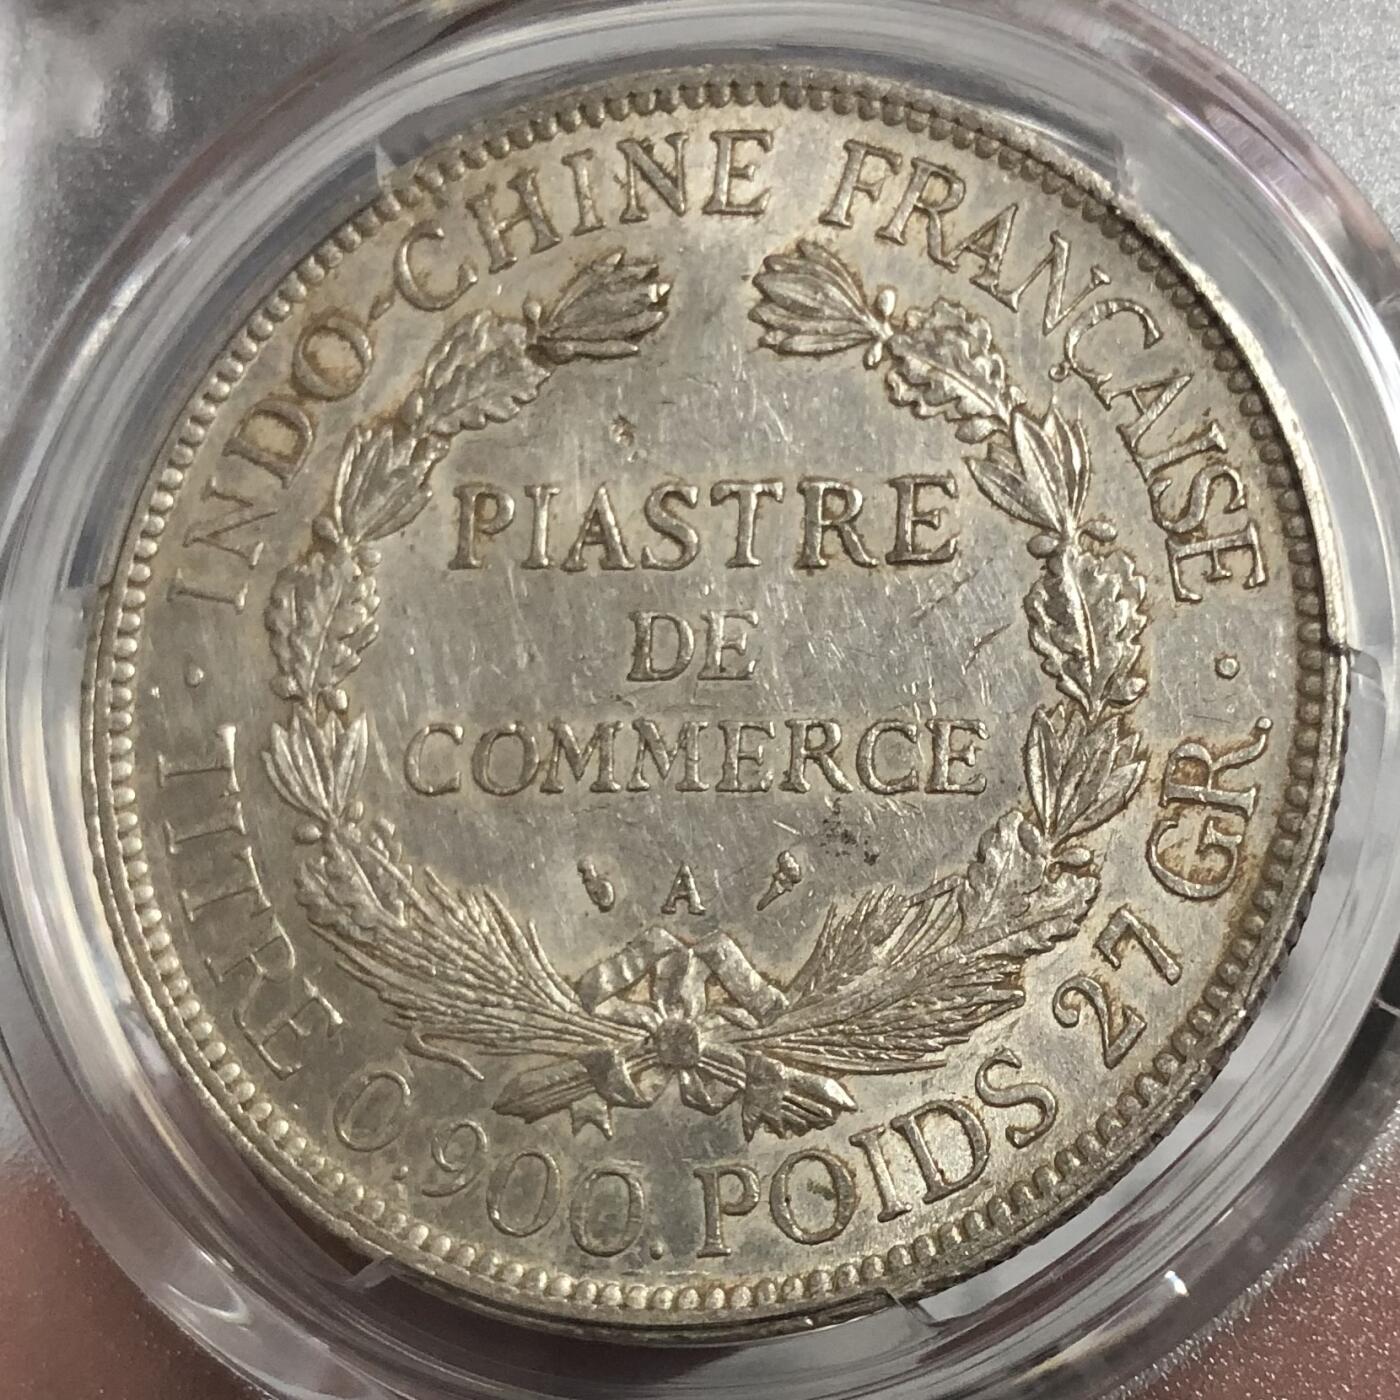 INDO-CHINE FRANÇAISE
PIASTRE
DE
COMMERCE
A
TITRE 0,900. POIDS 27 GR.